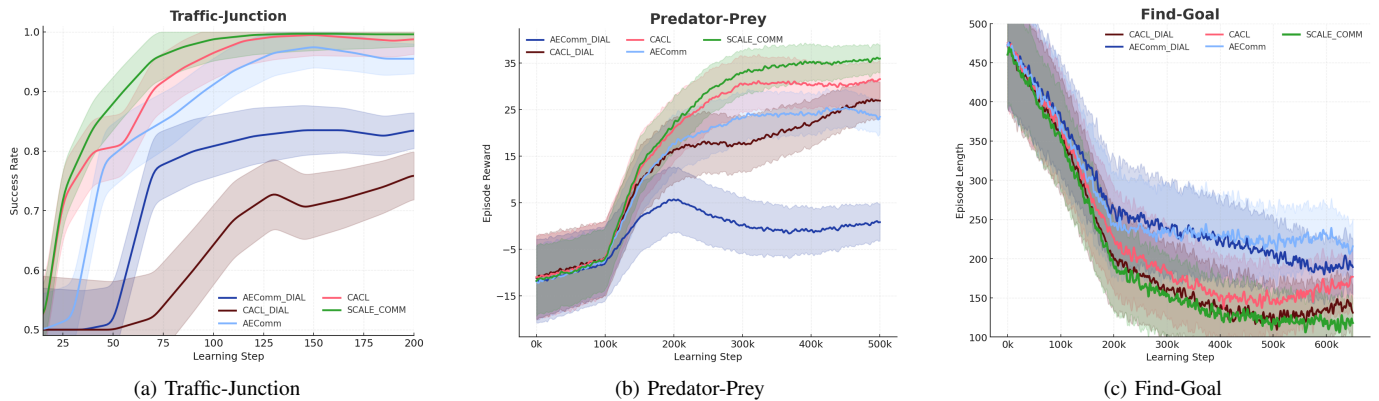 Traffic-Junction
Success Rate
1.0
0.9
0.8
0.7
0.6
0.5
AEComm_DIAL
CACL_DIAL
AEComm
CACL
SCALE_COMM
25
50
75
100
125
150
175
200
Learning Step
(a) Traffic-Junction
Predator-Prey
Episode Reward
35
25
15
5
−5
−15
AEComm_DIAL
CACL_DIAL
CACL
AEComm
SCALE_COMM
0k
100k
200k
300k
400k
500k
Learning Step
(b) Predator-Prey
Find-Goal
Episode Length
500
450
400
350
300
250
200
150
100
CACL_DIAL
AEComm_DIAL
CACL
AEComm
SCALE_COMM
0k
100k
200k
300k
400k
500k
600k
Learning Step
(c) Find-Goal